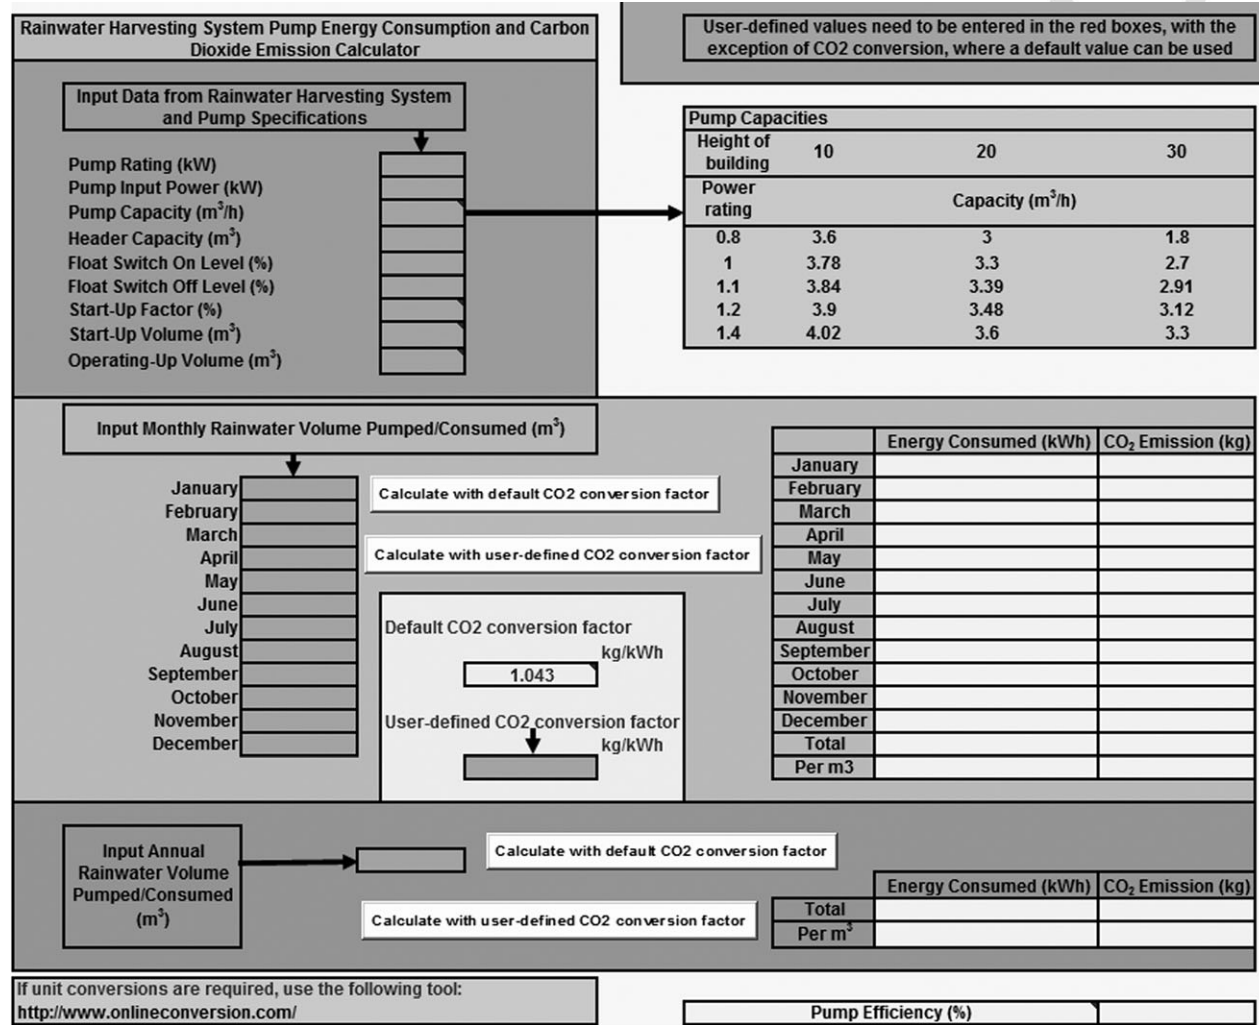 Rainwater Harvesting System Pump Energy Consumption and Carbon
Dioxide Emission Calculator
User-defined values need to be entered in the red boxes, with the
exception of CO2 conversion, where a default value can be used
Input Data from Rainwater Harvesting System
and Pump Specifications
Pump Rating (kW)
Pump Input Power (kW)
Pump Capacity (m³/h)
Header Capacity (m³)
Float Switch On Level (%)
Float Switch Off Level (%)
Start-Up Factor (%)
Start-Up Volume (m³)
Operating-Up Volume (m³)
Pump Capacities
Height of
building 10 20 30
Power
rating Capacity (m³/h)
0.8 3.6 3 1.8
1 3.78 3.3 2.7
1.1 3.84 3.39 2.91
1.2 3.9 3.48 3.12
1.4 4.02 3.6 3.3
Input Monthly Rainwater Volume Pumped/Consumed (m³)
January
February
March
April
May
June
July
August
September
October
November
December
Calculate with default CO2 conversion factor
Calculate with user-defined CO2 conversion factor
Default CO2 conversion factor
kg/kWh
1.043
User-defined CO2 conversion factor
kg/kWh
Energy Consumed (kWh) CO₂ Emission (kg)
January
February
March
April
May
June
July
August
September
October
November
December
Total
Per m3
Input Annual
Rainwater Volume
Pumped/Consumed
(m³)
Calculate with default CO2 conversion factor
Calculate with user-defined CO2 conversion factor
Energy Consumed (kWh) CO₂ Emission (kg)
Total
Per m³
If unit conversions are required, use the following tool:
http://www.onlineconversion.com/
Pump Efficiency (%)